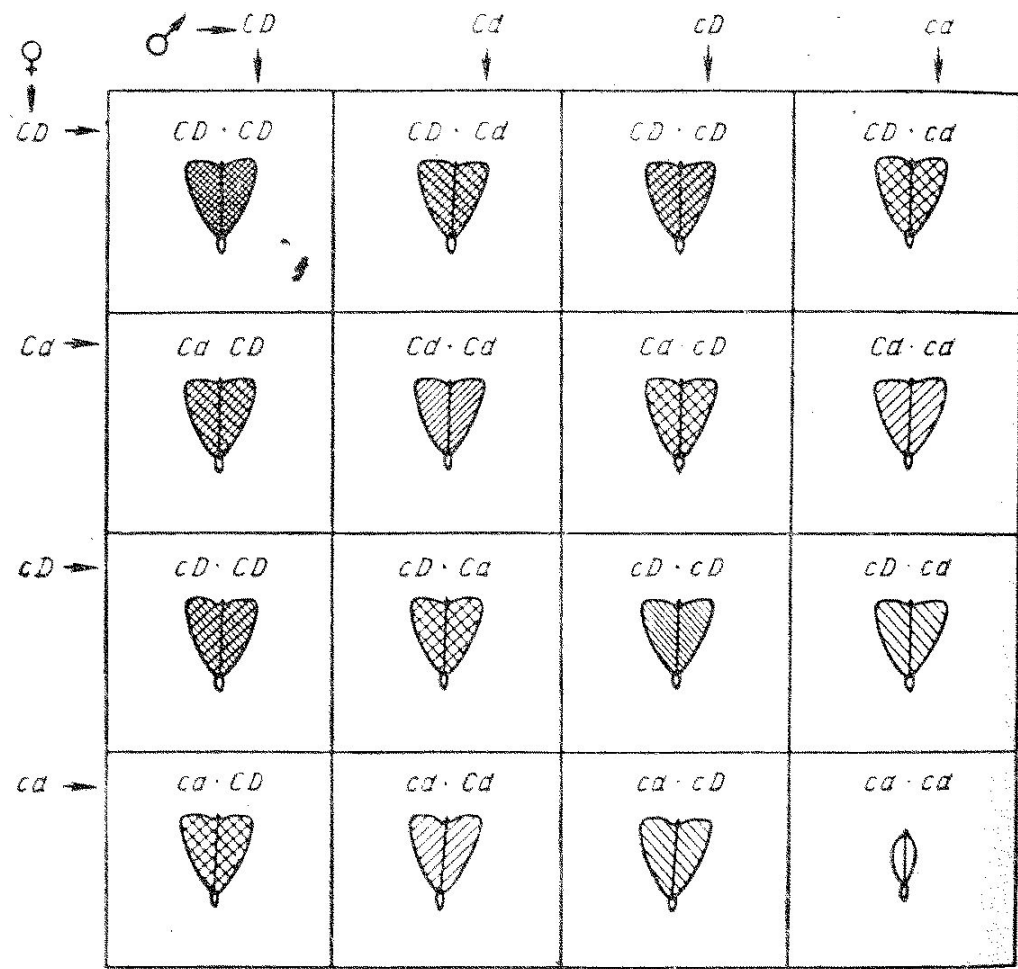 ♂ → CD Cd cD cd
♀
CD → CD · CD CD · Cd CD · cD CD · cd
Cd → Cd CD Cd · Cd Cd · cD Cd · cd
cD → cD · CD cD · Cd cD · cD cD · cd
cd → cd · CD cd · Cd cd · cD cd · cd